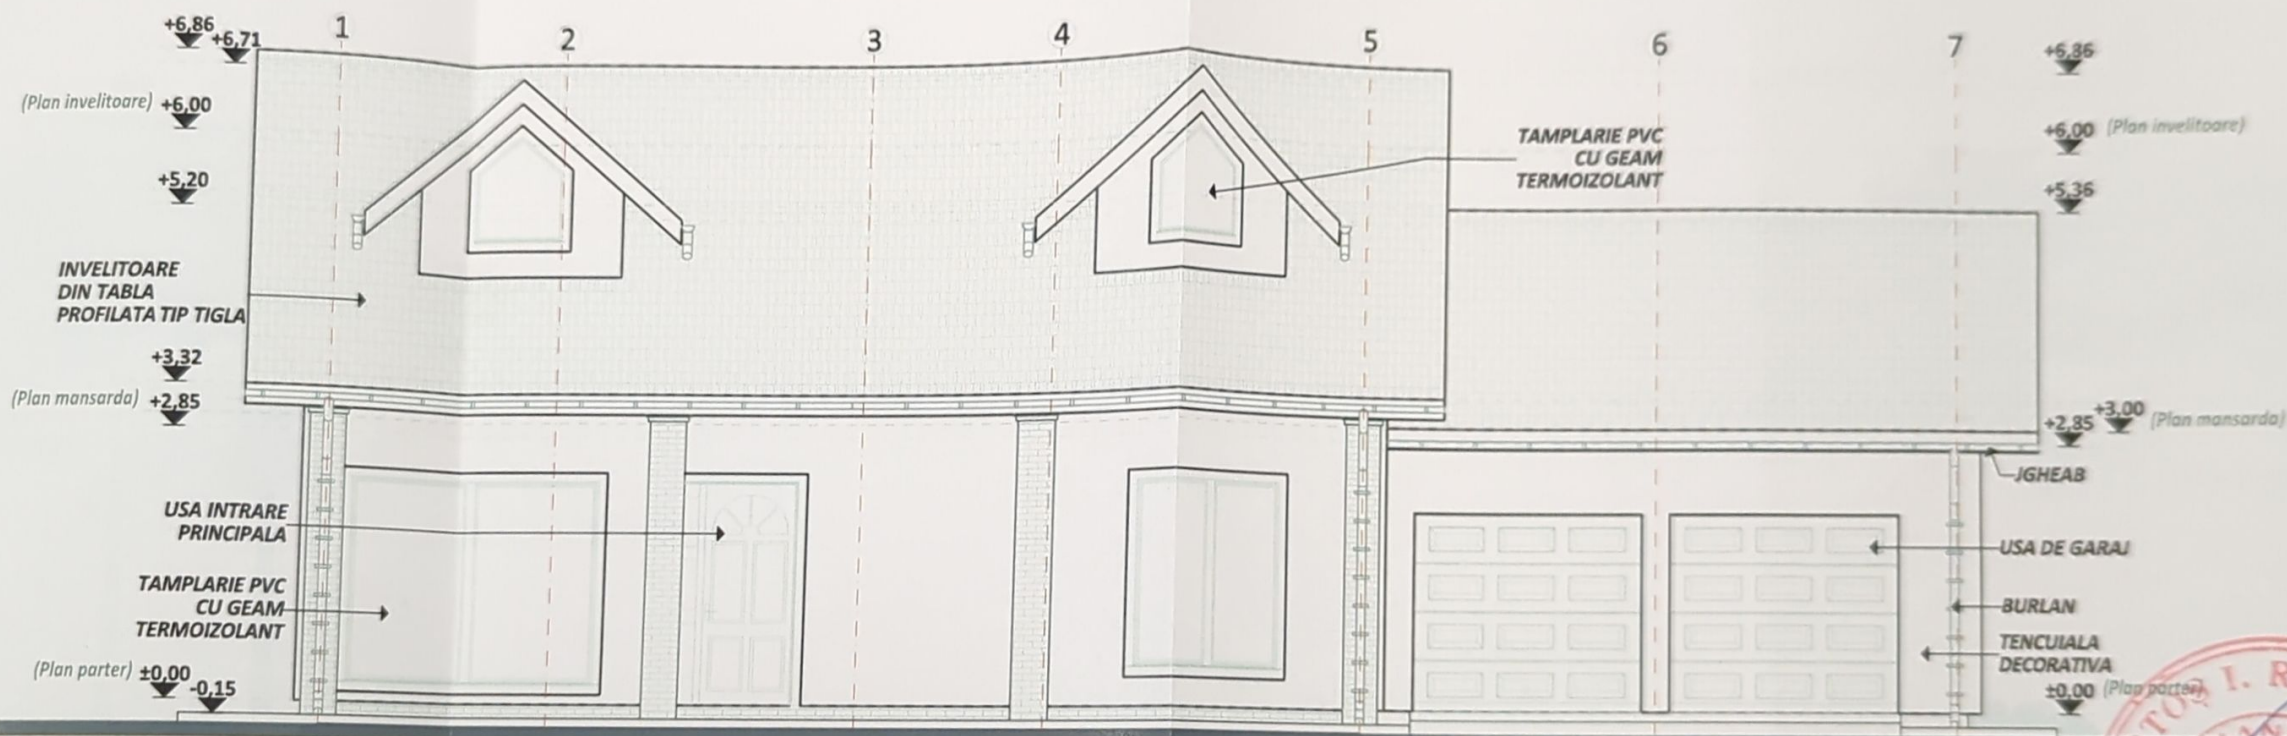 1 2 3 4 5 6 7
+6,86
+6,71
(Plan invelitoare) +6,00
+5,20
INVELITOARE
DIN TABLA
PROFILATA TIP TIGLA
+3,32
(Plan mansarda) +2,85
USA INTRARE
PRINCIPALA
TAMPLARIE PVC
CU GEAM
TERMOIZOLANT
(Plan parter) ±0,00
-0,15
TAMPLARIE PVC
CU GEAM
TERMOIZOLANT
+6,86
+6,00 (Plan invelitoare)
+5,36
+2,85 +3,00 (Plan mansarda)
JGHEAB
USA DE GARAJ
BURLAN
TENCUIALA
DECORATIVA
±0,00 (Plan parter)